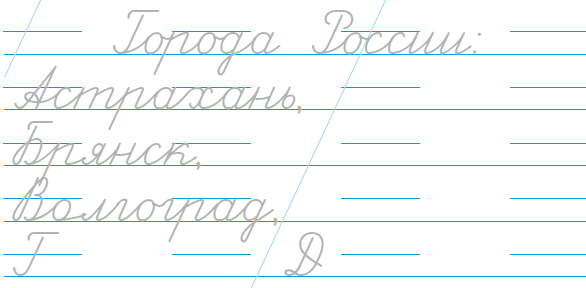 Города России:
Астрахань,
Брянск,
Волгоград,
Г Д